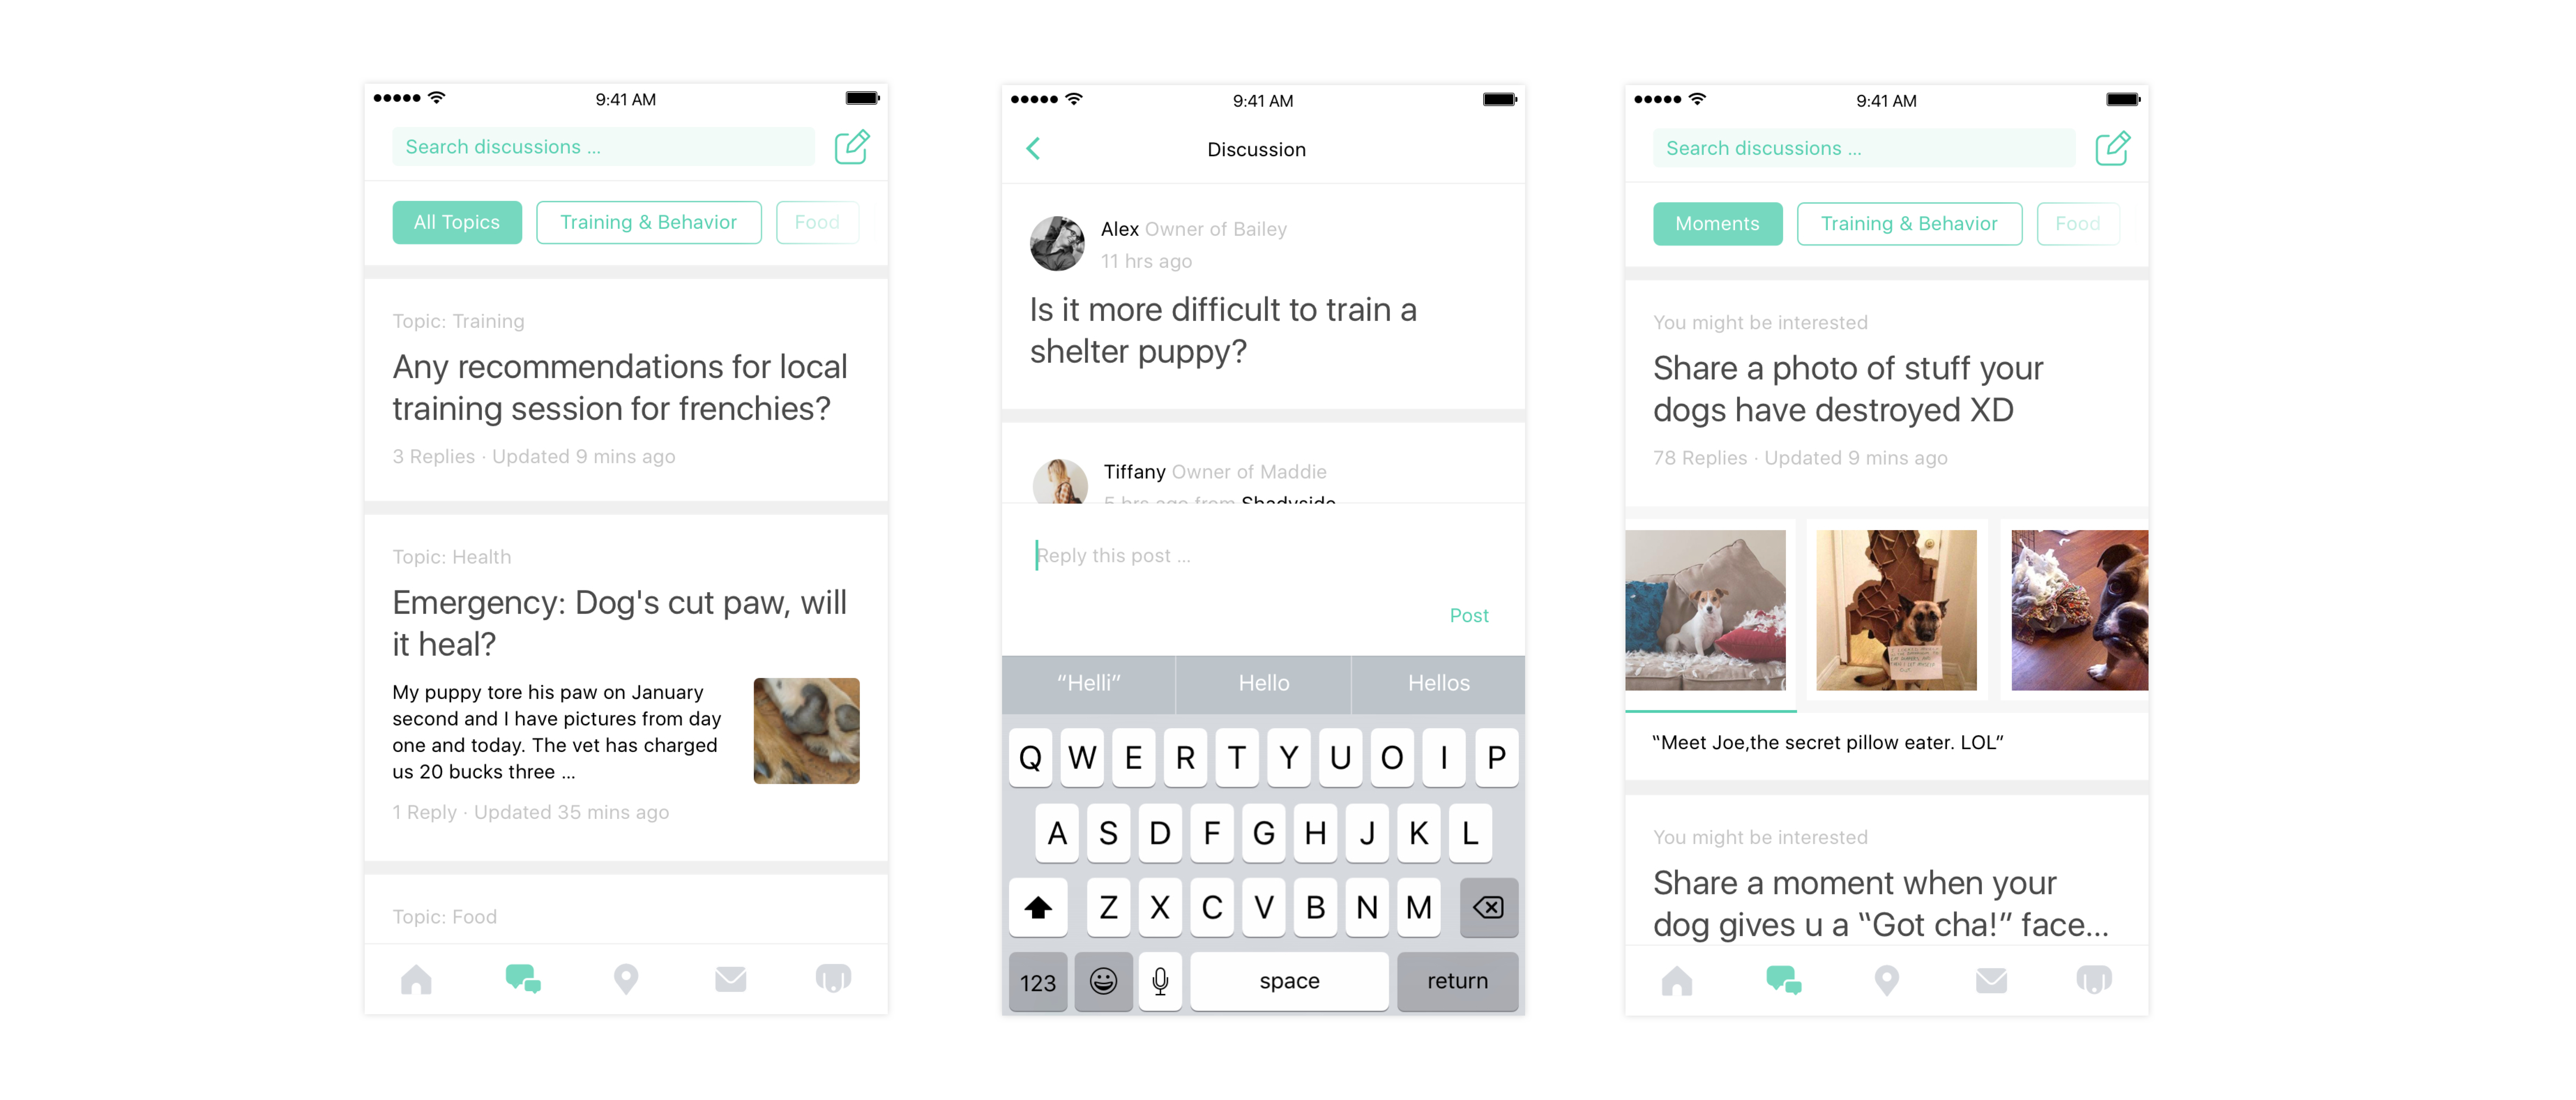 9:41 AM
Search discussions ...
All Topics
Training & Behavior
Food
Topic: Training
Any recommendations for local
training session for frenchies?
3 Replies · Updated 9 mins ago
Topic: Health
Emergency: Dog's cut paw, will
it heal?
My puppy tore his paw on January
second and I have pictures from day
one and today. The vet has charged
us 20 bucks three ...
1 Reply · Updated 35 mins ago
Topic: Food
9:41 AM
Discussion
Alex Owner of Bailey
11 hrs ago
Is it more difficult to train a
shelter puppy?
Tiffany Owner of Maddie
5 hrs ago from Shadyside
Reply this post ...
Post
“Helli”
Hello
Hellos
Q W E R T Y U O I P
A S D F G H J K L
Z X C V B N M
123
space
return
9:41 AM
Search discussions ...
Moments
Training & Behavior
Food
You might be interested
Share a photo of stuff your
dogs have destroyed XD
78 Replies · Updated 9 mins ago
“Meet Joe,the secret pillow eater. LOL”
You might be interested
Share a moment when your
dog gives u a “Got cha!” face...